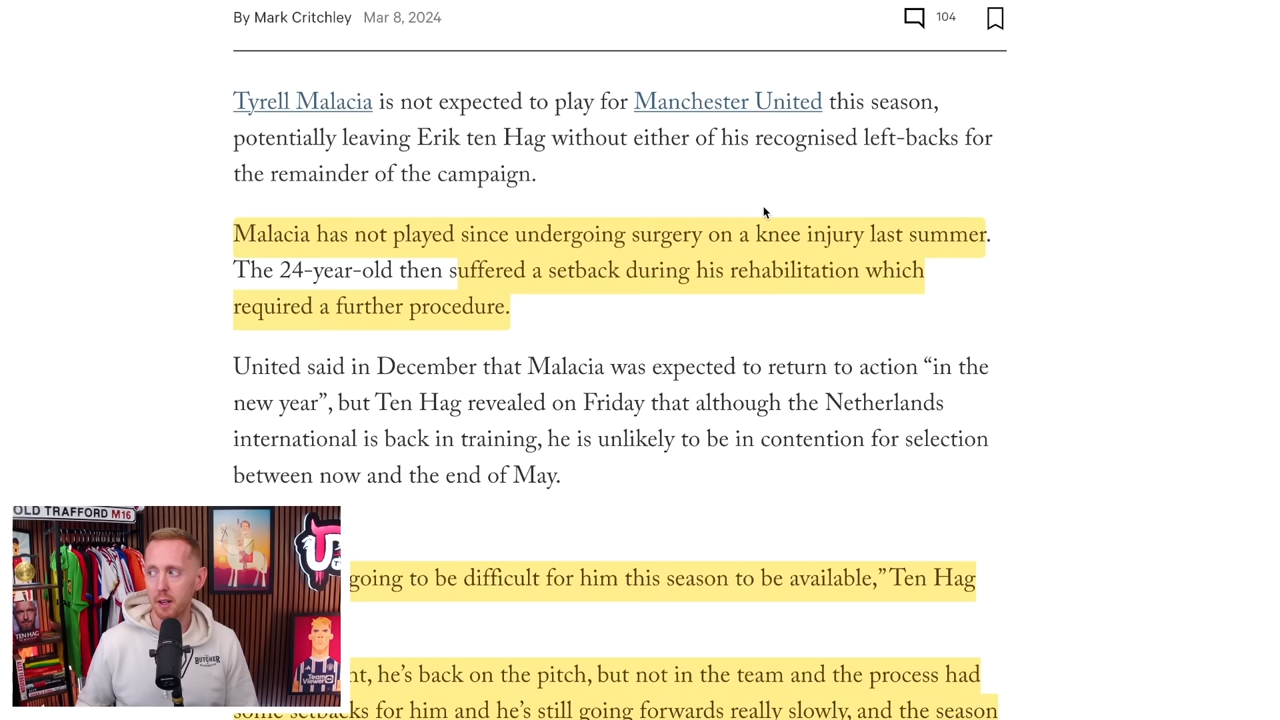 By Mark Critchley Mar 8, 2024 104
Tyrell Malacia is not expected to play for Manchester United this season,
potentially leaving Erik ten Hag without either of his recognised left-backs for
the remainder of the campaign.
Malacia has not played since undergoing surgery on a knee injury last summer.
The 24-year-old then suffered a setback during his rehabilitation which
required a further procedure.
United said in December that Malacia was expected to return to action “in the
new year”, but Ten Hag revealed on Friday that although the Netherlands
international is back in training, he is unlikely to be in contention for selection
between now and the end of May.
going to be difficult for him this season to be available,” Ten Hag
he’s back on the pitch, but not in the team and the process had
some setbacks for him and he’s still going forwards really slowly, and the season
OLD TRAFFORD M16
TEN HAG
BUTCHER
TeamViewer